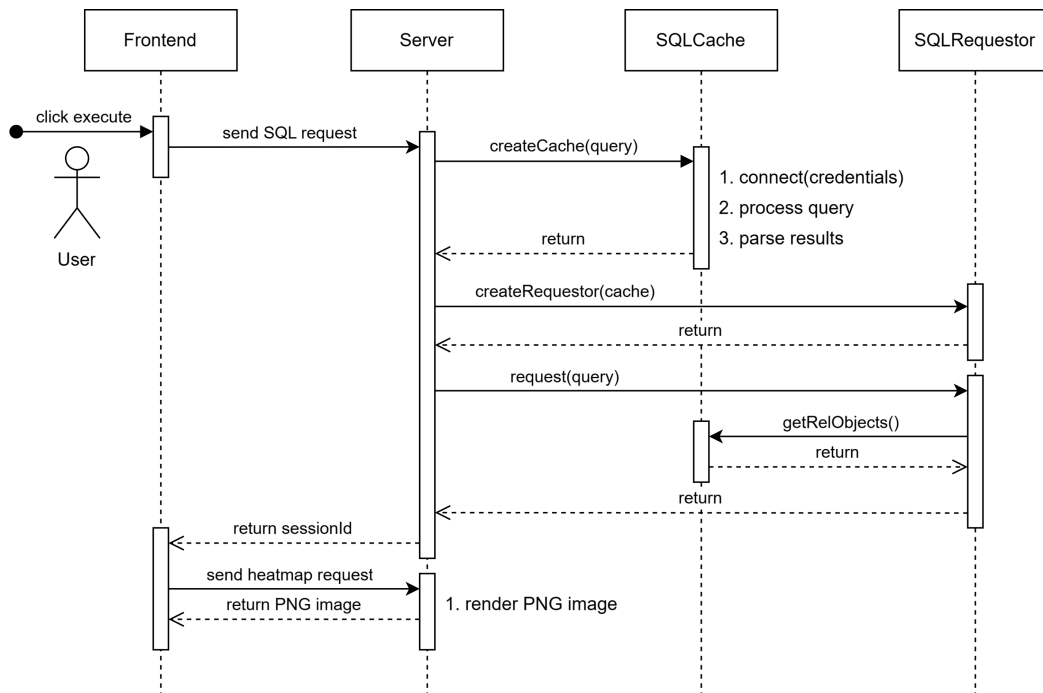 Frontend
Server
SQLCache
SQLRequestor
click execute
send SQL request
createCache(query)
1. connect(credentials)
2. process query
3. parse results
User
return
createRequestor(cache)
return
request(query)
getRelObjects()
return
return
return sessionId
send heatmap request
return PNG image
1. render PNG image